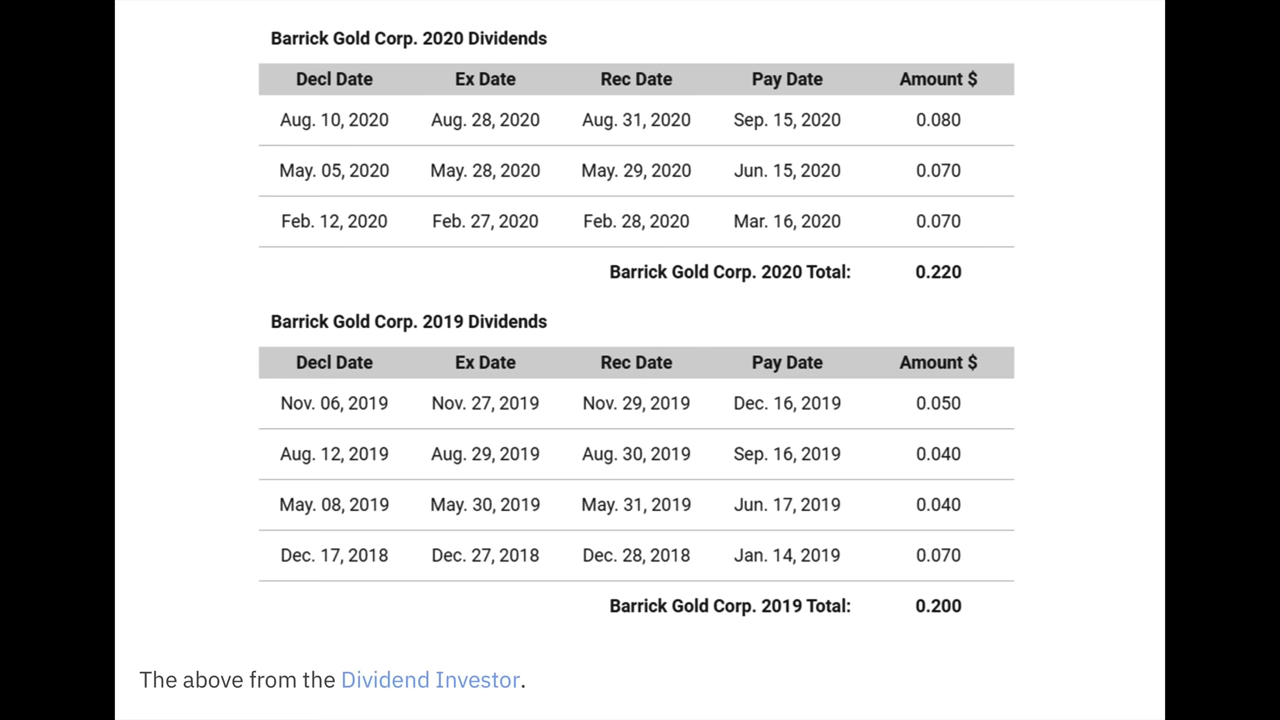 Barrick Gold Corp. 2020 Dividends
Decl Date Ex Date Rec Date Pay Date Amount $
Aug. 10, 2020 Aug. 28, 2020 Aug. 31, 2020 Sep. 15, 2020 0.080
May. 05, 2020 May. 28, 2020 May. 29, 2020 Jun. 15, 2020 0.070
Feb. 12, 2020 Feb. 27, 2020 Feb. 28, 2020 Mar. 16, 2020 0.070
Barrick Gold Corp. 2020 Total: 0.220
Barrick Gold Corp. 2019 Dividends
Decl Date Ex Date Rec Date Pay Date Amount $
Nov. 06, 2019 Nov. 27, 2019 Nov. 29, 2019 Dec. 16, 2019 0.050
Aug. 12, 2019 Aug. 29, 2019 Aug. 30, 2019 Sep. 16, 2019 0.040
May. 08, 2019 May. 30, 2019 May. 31, 2019 Jun. 17, 2019 0.040
Dec. 17, 2018 Dec. 27, 2018 Dec. 28, 2018 Jan. 14, 2019 0.070
Barrick Gold Corp. 2019 Total: 0.200
The above from the Dividend Investor.